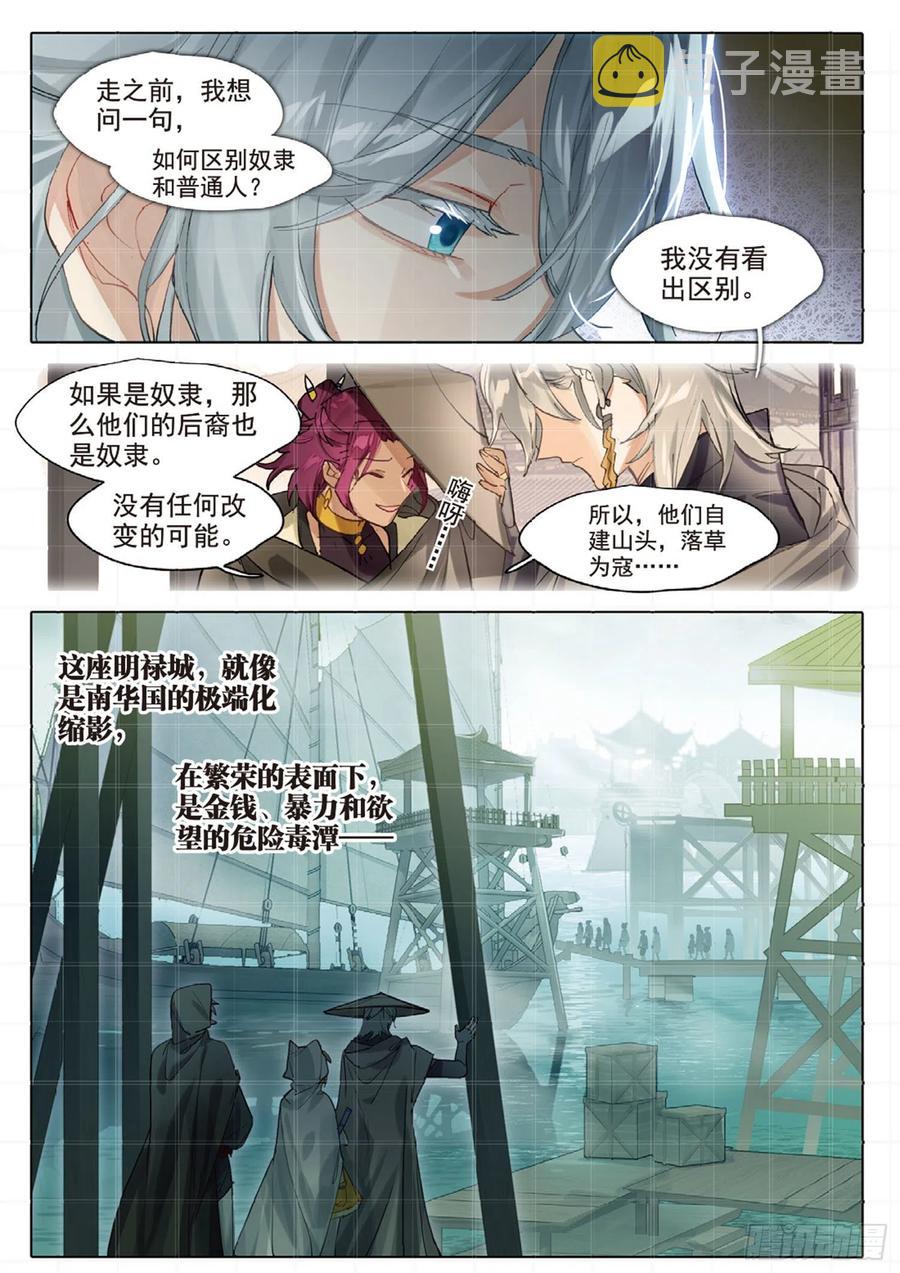 包子漫畫
走之前，我想
问一句，
如何区别奴隶
和普通人？
我没有看
出区别。
如果是奴隶，那
么他们的后裔也
是奴隶。
没有任何改
变的可能。
嗨呀……
所以，他们自
建山头，落草
为寇……
这座明禄城，就像
是南华国的极端化
缩影，
在繁荣的表面下，
是金钱、暴力和欲
望的危险毒潭——
腾讯动漫